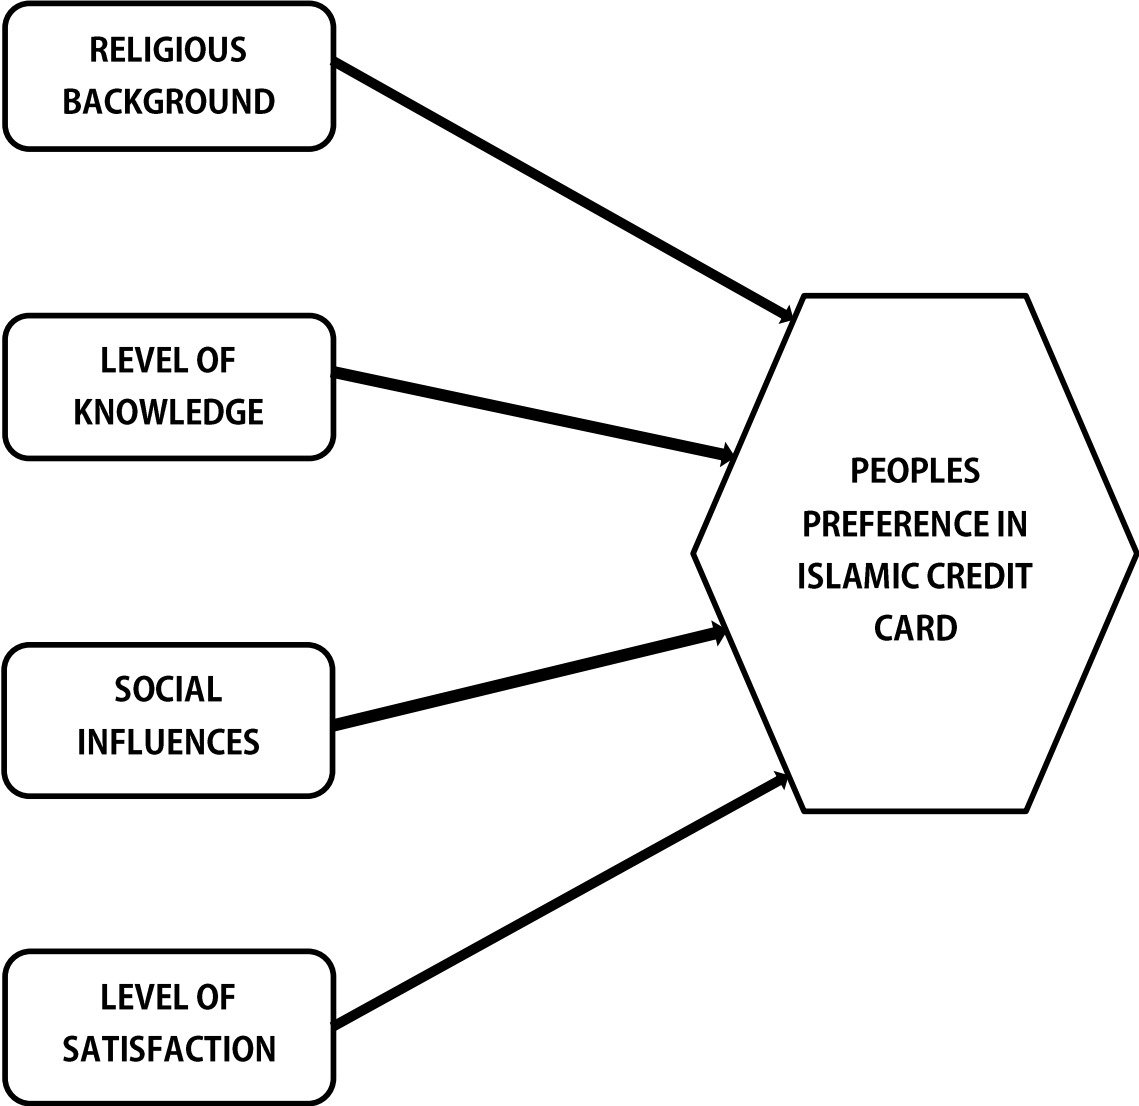 RELIGIOUS
BACKGROUND
LEVEL OF
KNOWLEDGE
SOCIAL
INFLUENCES
LEVEL OF
SATISFACTION
PEOPLES
PREFERENCE IN
ISLAMIC CREDIT
CARD